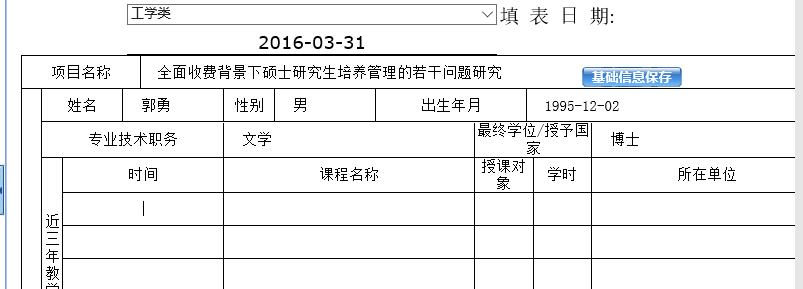 工学类 填 表 日 期:
2016-03-31
项目名称 全面收费背景下硕士研究生培养管理的若干问题研究 基础信息保存
姓名 郭勇 性别 男 出生年月 1995-12-02
专业技术职务 文学 最终学位/授予国家 博士
时间 课程名称 授课对象 学时 所在单位
近三年教学